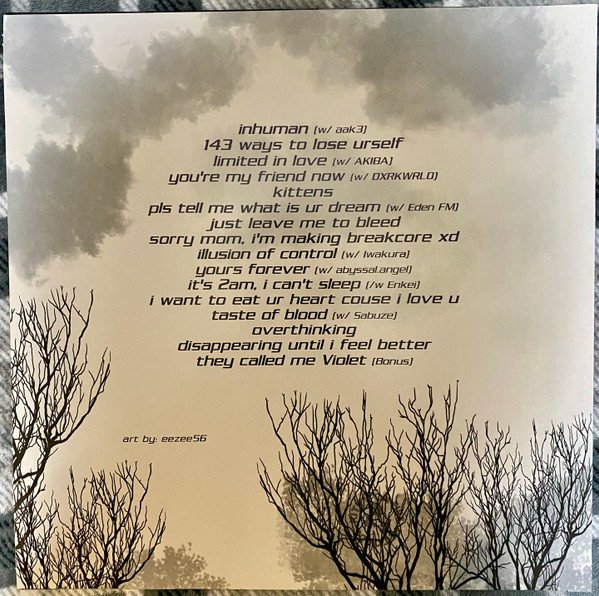 inhuman (w/ aak3)
143 ways to lose urself
limited in love (w/ AKIBA)
you're my friend now (w/ DXRKWRLD)
kittens
pls tell me what is ur dream (w/ Eden FM)
just leave me to bleed
sorry mom, i'm making breakcore xd
illusion of control (w/ Iwakura)
yours forever (w/ abyssal.angel)
it's 2am, i can't sleep (/w Enkei)
i want to eat ur heart couse i love u
taste of blood (w/ Sabuze)
overthinking
disappearing until i feel better
they called me Violet (Bonus)
art by: eezee56